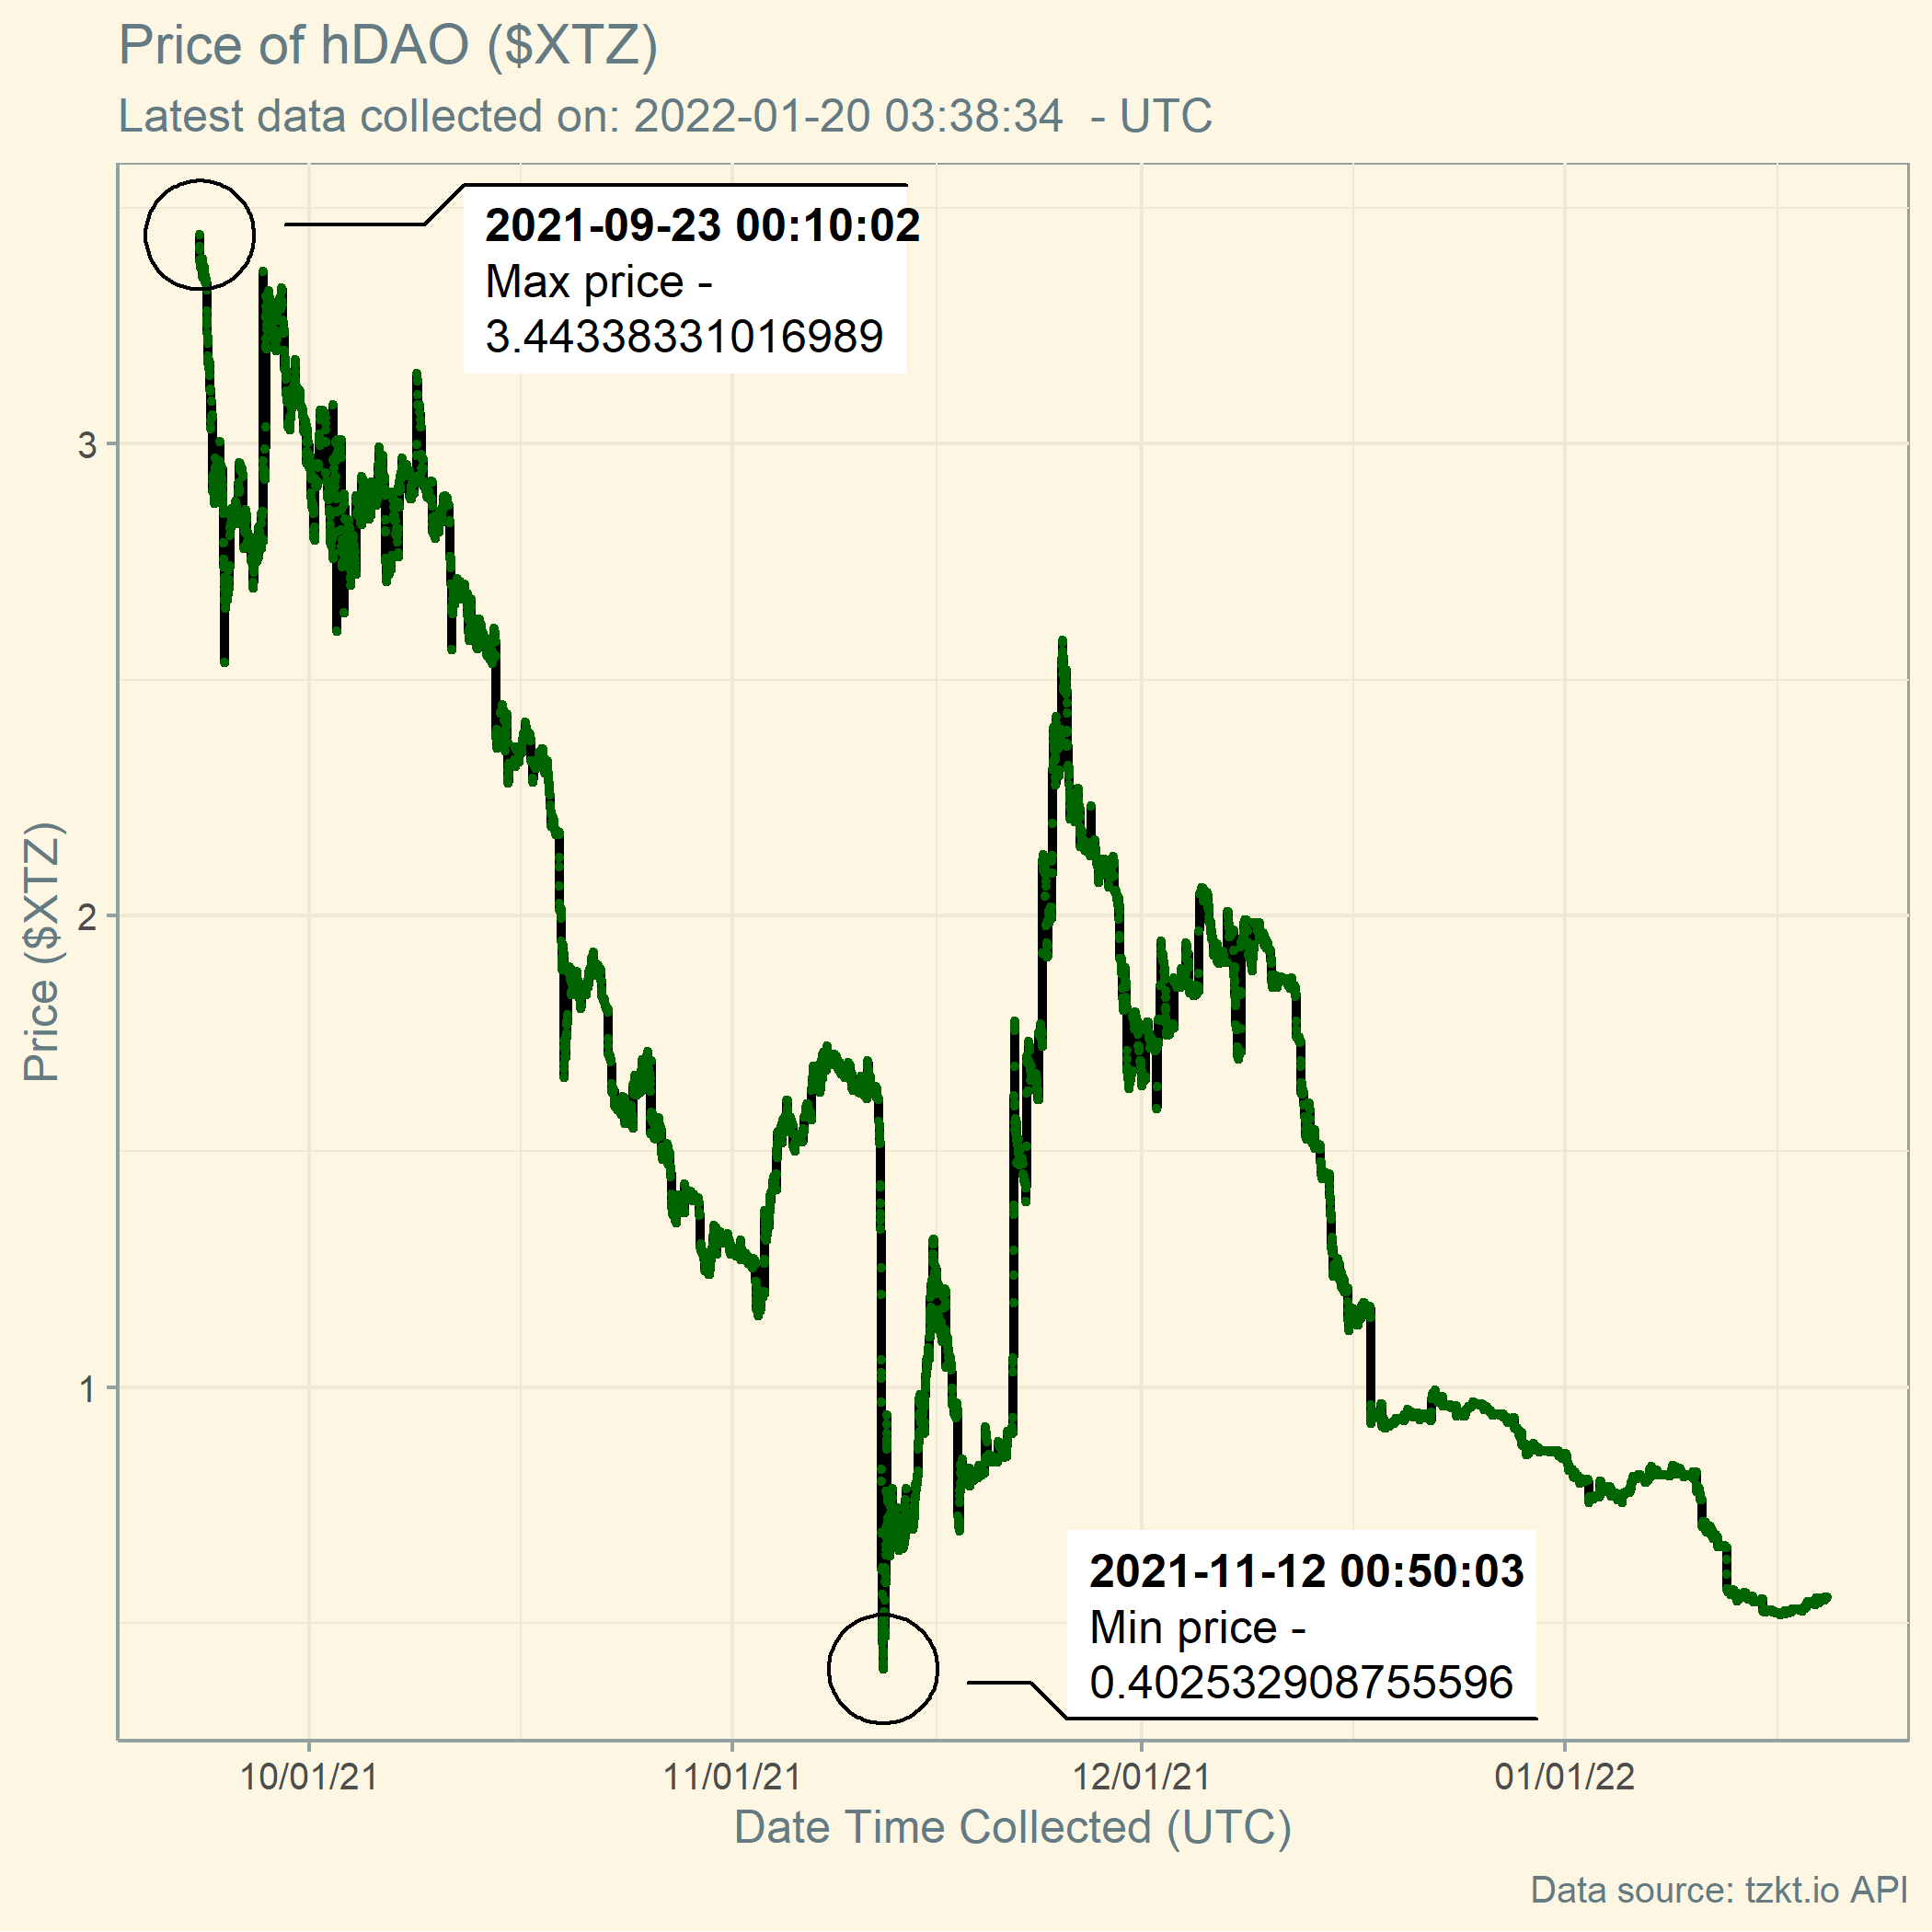 Price of hDAO ($XTZ)
Latest data collected on: 2022-01-20 03:38:34  - UTC
2021-09-23 00:10:02
Max price -
3.44338331016989
3
2
1
Price ($XTZ)
2021-11-12 00:50:03
Min price -
0.402532908755596
10/01/21
11/01/21
12/01/21
01/01/22
Date Time Collected (UTC)
Data source: tzkt.io API